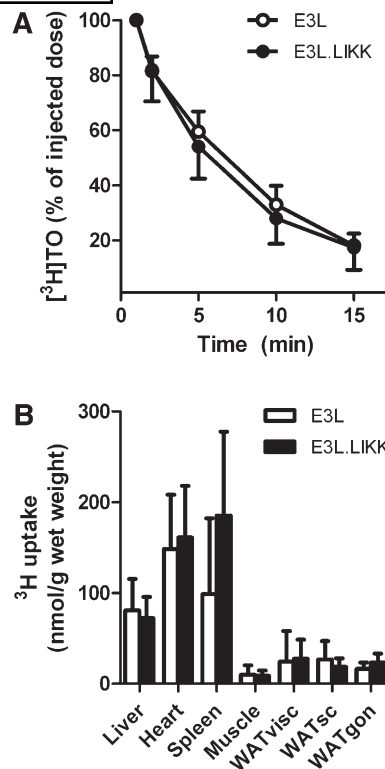 A
E3L
E3L.LIKK
[³H]TO (% of injected dose)
100
80
60
40
20
0 5 10 15
Time (min)
B
E3L
E3L.LIKK
³H uptake
(nmol/g wet weight)
300
200
100
0
Liver
Heart
Spleen
Muscle
WATvisc
WATsc
WATgon